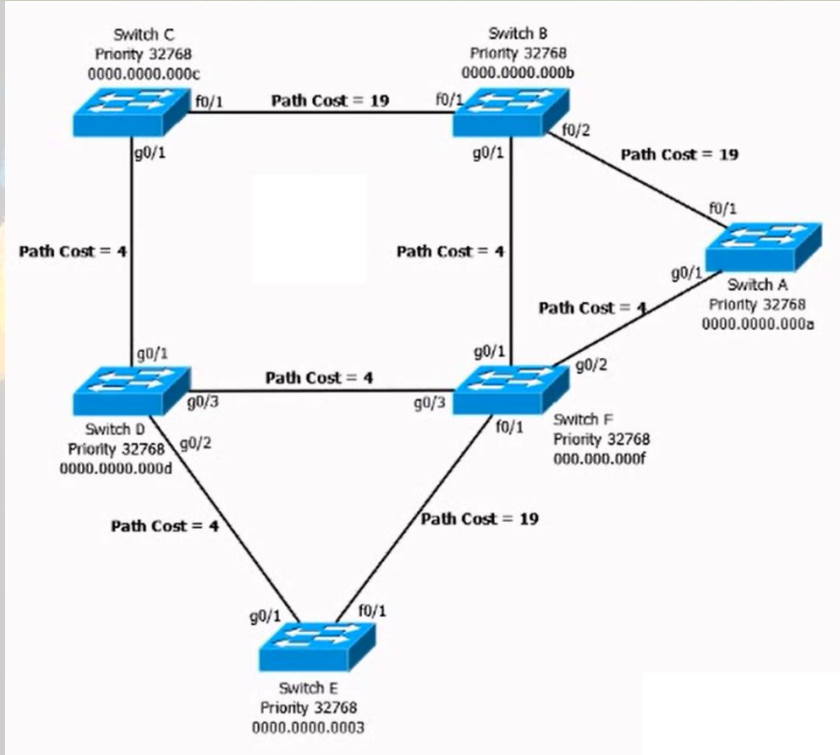 Switch C
Priority 32768
0000.0000.000c
Switch B
Priority 32768
0000.0000.000b
f0/1
Path Cost = 19
f0/1
f0/2
g0/1
g0/1
Path Cost = 19
f0/1
Path Cost = 4
Path Cost = 4
g0/1
Switch A
Priority 32768
0000.0000.000a
Path Cost = 4
g0/1
g0/1
g0/2
Path Cost = 4
g0/3
g0/3
Switch D
Priority 32768
0000.0000.000d
g0/2
f0/1
Switch F
Priority 32768
000.000.000f
Path Cost = 4
Path Cost = 19
g0/1
f0/1
Switch E
Priority 32768
0000.0000.0003